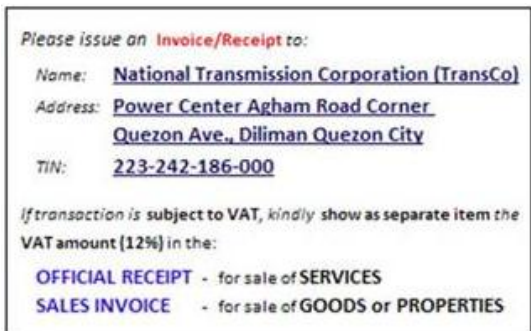 Please issue an Invoice/Receipt to:
Name: National Transmission Corporation (TransCo)
Address: Power Center Agham Road Corner
Quezon Ave., Diliman Quezon City
TIN: 223-242-186-000
If transaction is subject to VAT, kindly show as separate item the
VAT amount (12%) in the:
OFFICIAL RECEIPT - for sale of SERVICES
SALES INVOICE - for sale of GOODS or PROPERTIES